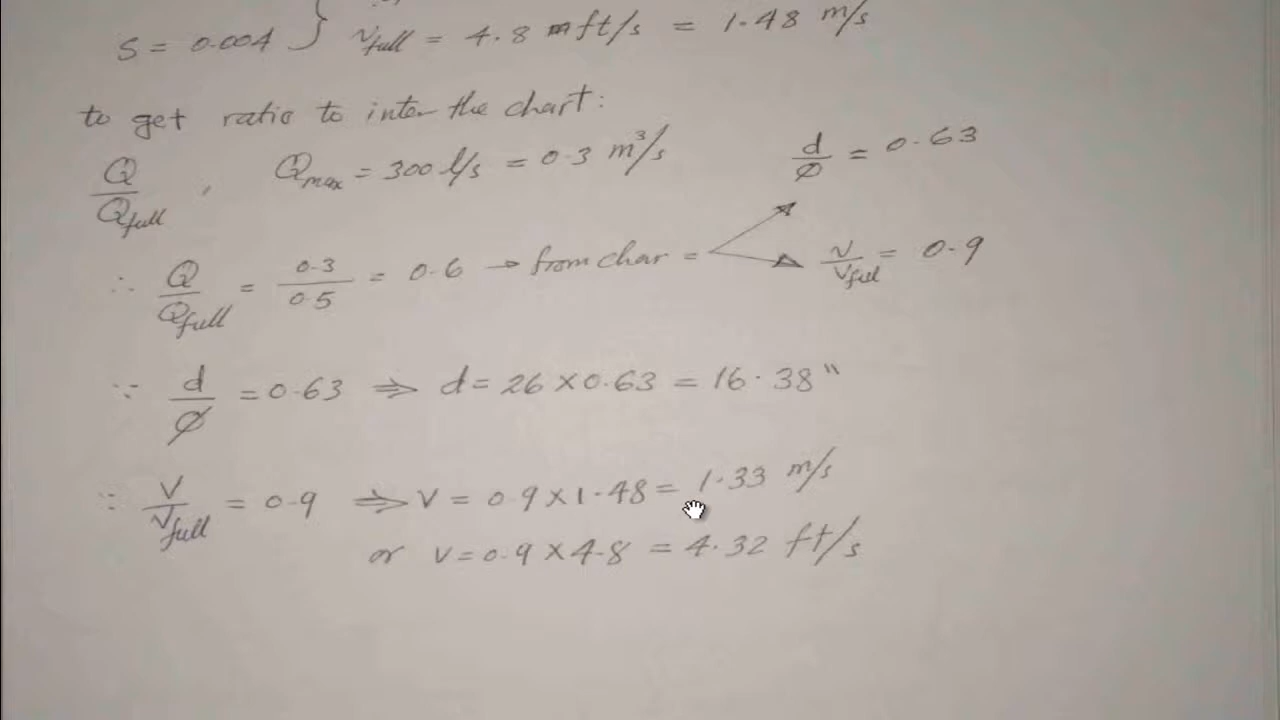 S = 0.004 } Vfull = 4.8 ft/s = 1.48 m/s
to get ratio to inter the chart:
Q/Qfull , Qmax = 300 l/s = 0.3 m³/s
d/∅ = 0.63
∴ Q/Qfull = 0.3/0.5 = 0.6 → from char =
V/Vfull = 0.9
∵ d/∅ = 0.63 ⇒ d = 26 × 0.63 = 16.38"
∵ V/Vfull = 0.9 ⇒ V = 0.9 × 1.48 = 1.33 m/s
or V = 0.9 × 4.8 = 4.32 ft/s